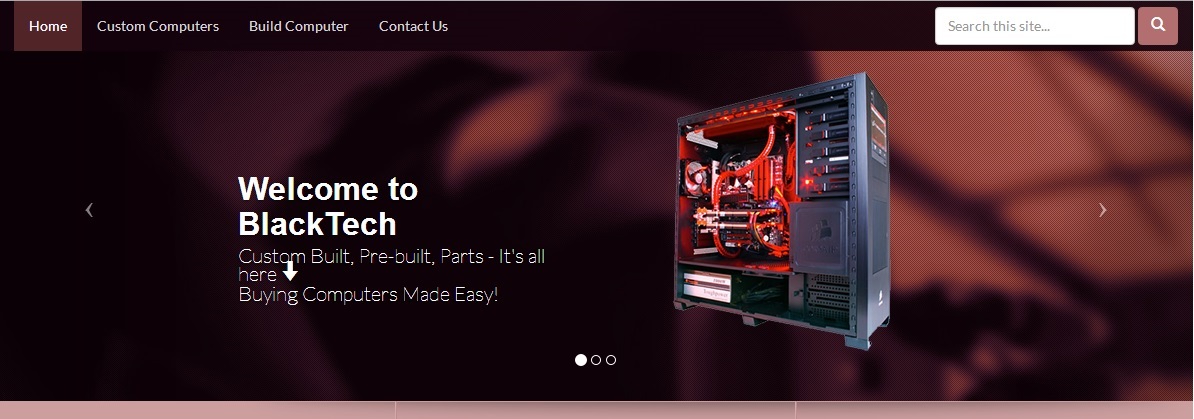 Home Custom Computers Build Computer Contact Us Search this site...
Welcome to
BlackTech
Custom Built, Pre-built, Parts - It's all
here
Buying Computers Made Easy!